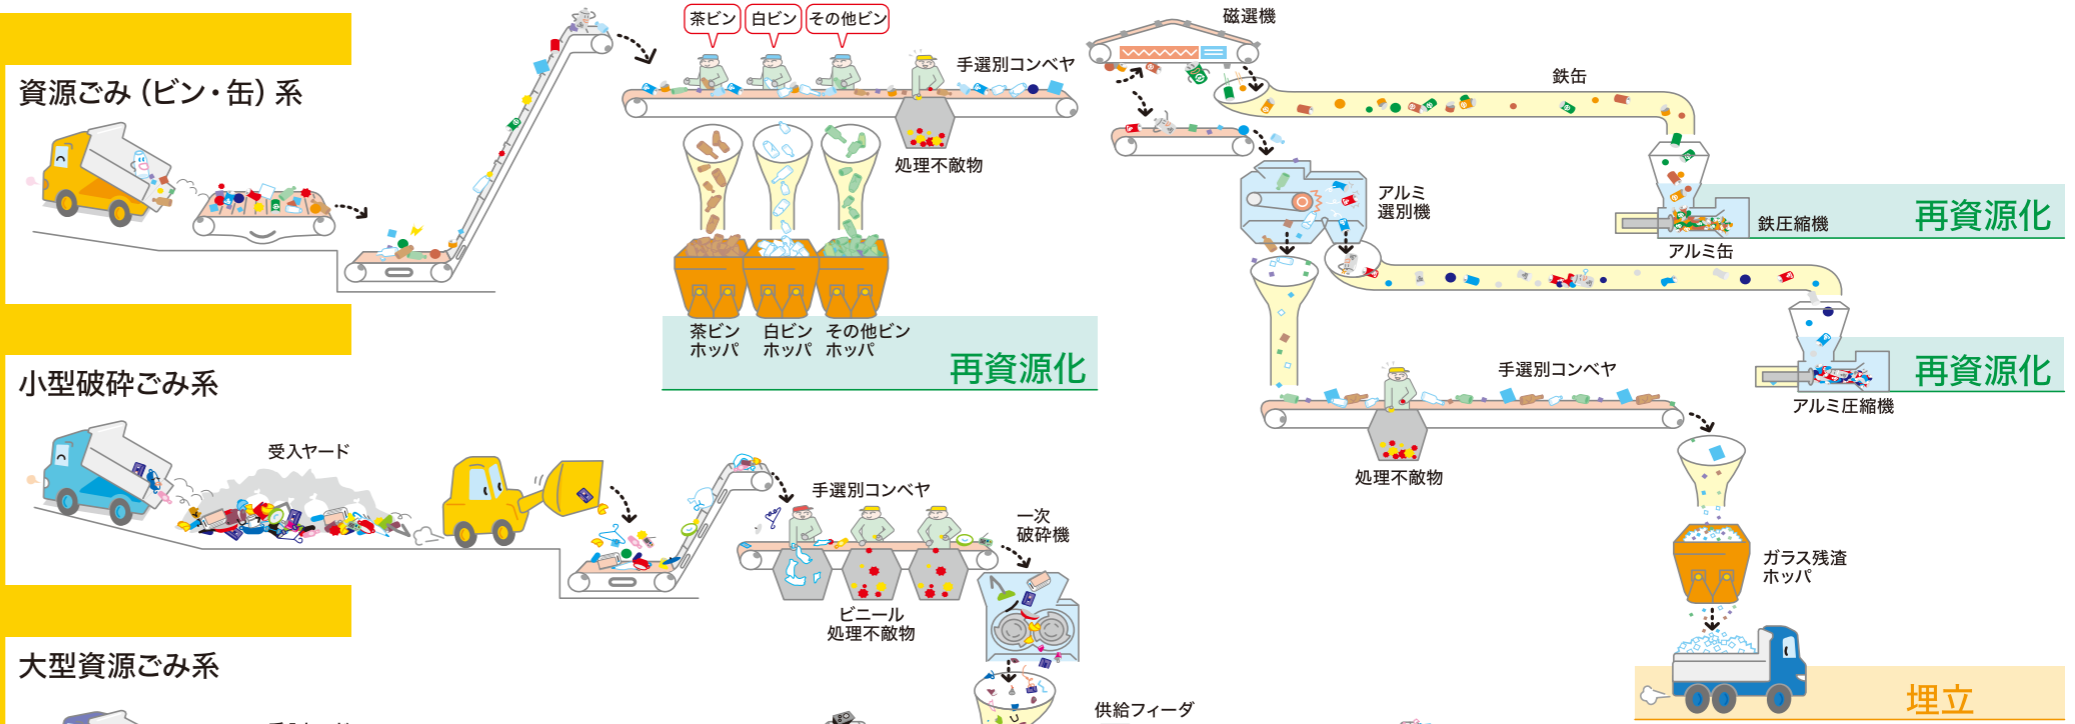 資源ごみ（ビン・缶）系
茶ビン
白ビン
その他ビン
手選別コンベヤ
処理不敵物
茶ビン
ホッパ
白ビン
ホッパ
その他ビン
ホッパ
再資源化
磁選機
鉄缶
アルミ
選別機
鉄圧縮機
再資源化
アルミ缶
アルミ圧縮機
再資源化
手選別コンベヤ
処理不敵物
ガラス残渣
ホッパ
埋立
小型破砕ごみ系
受入ヤード
手選別コンベヤ
一次
破砕機
ビニール
処理不敵物
大型資源ごみ系
供給フィーダ